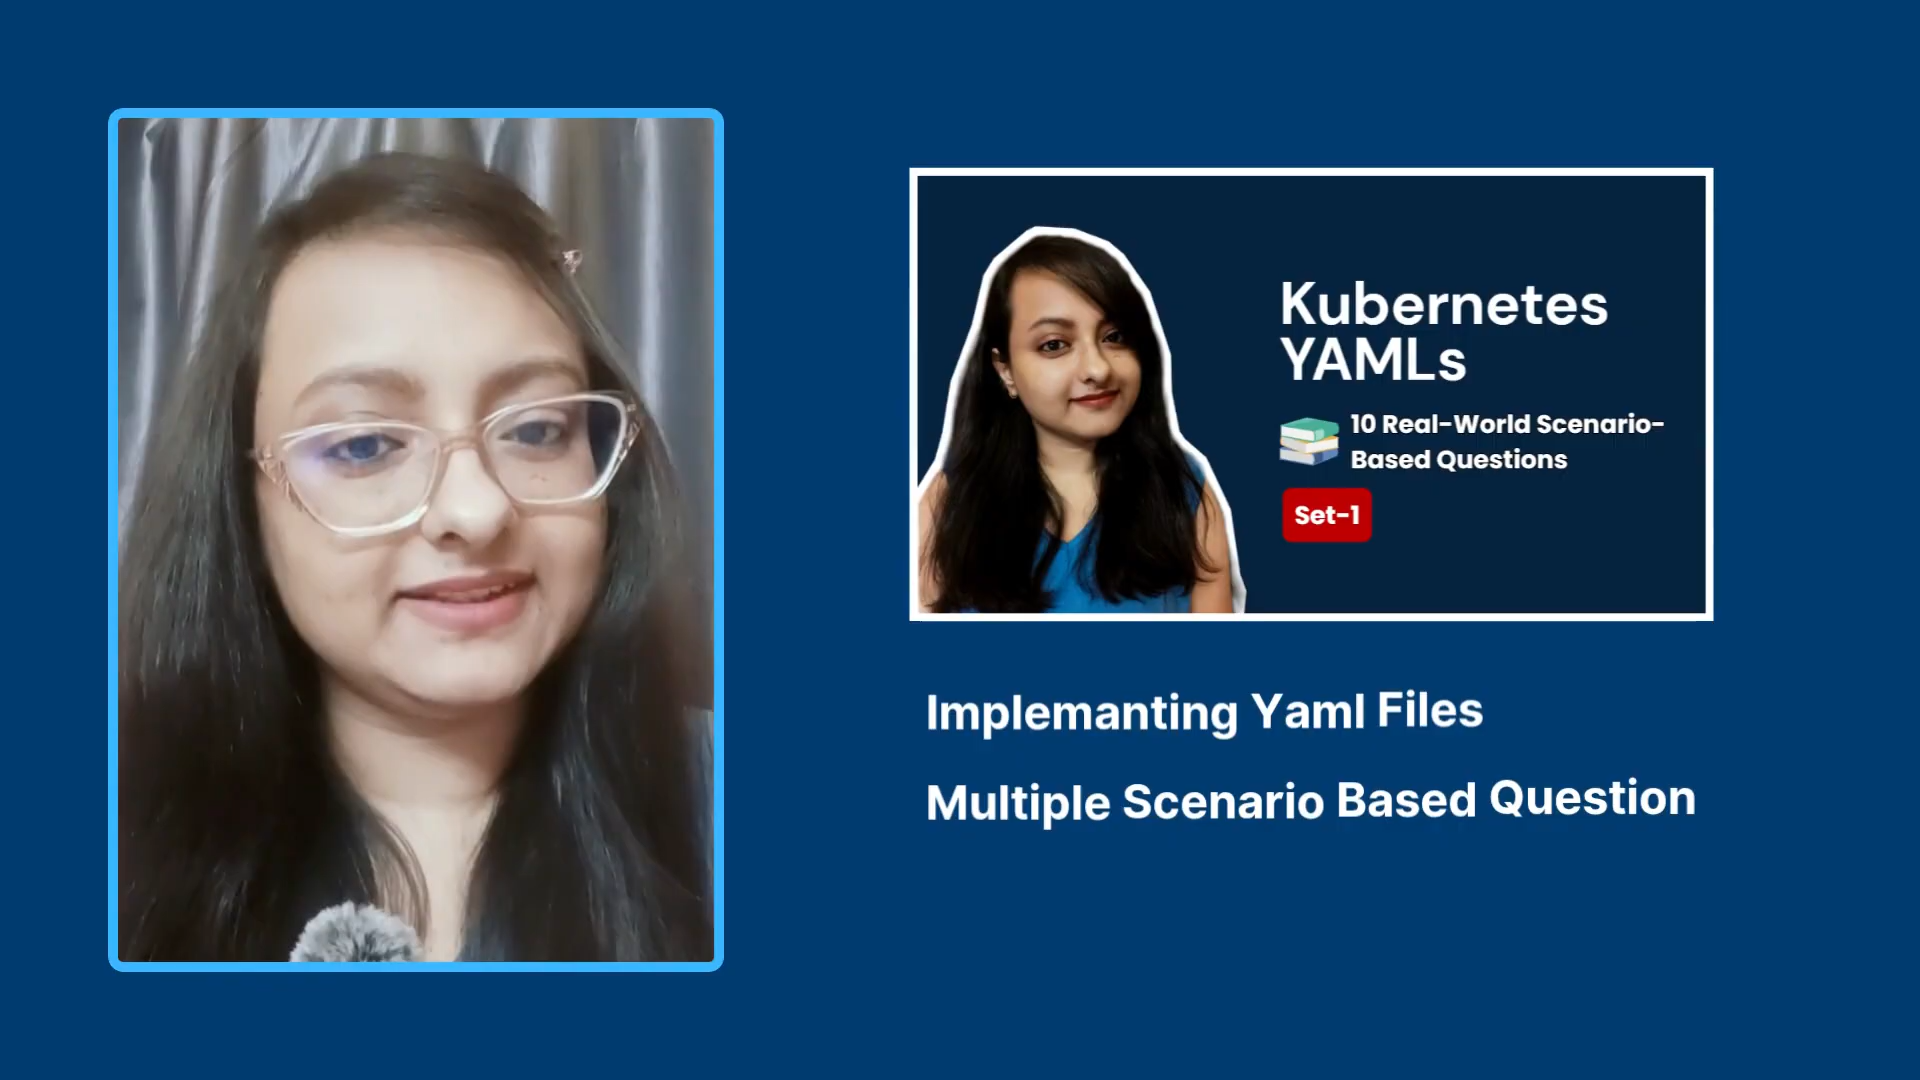 Kubernetes
YAMLs
10 Real-World Scenario-
Based Questions
Set-1
Implemanting Yaml Files
Multiple Scenario Based Question